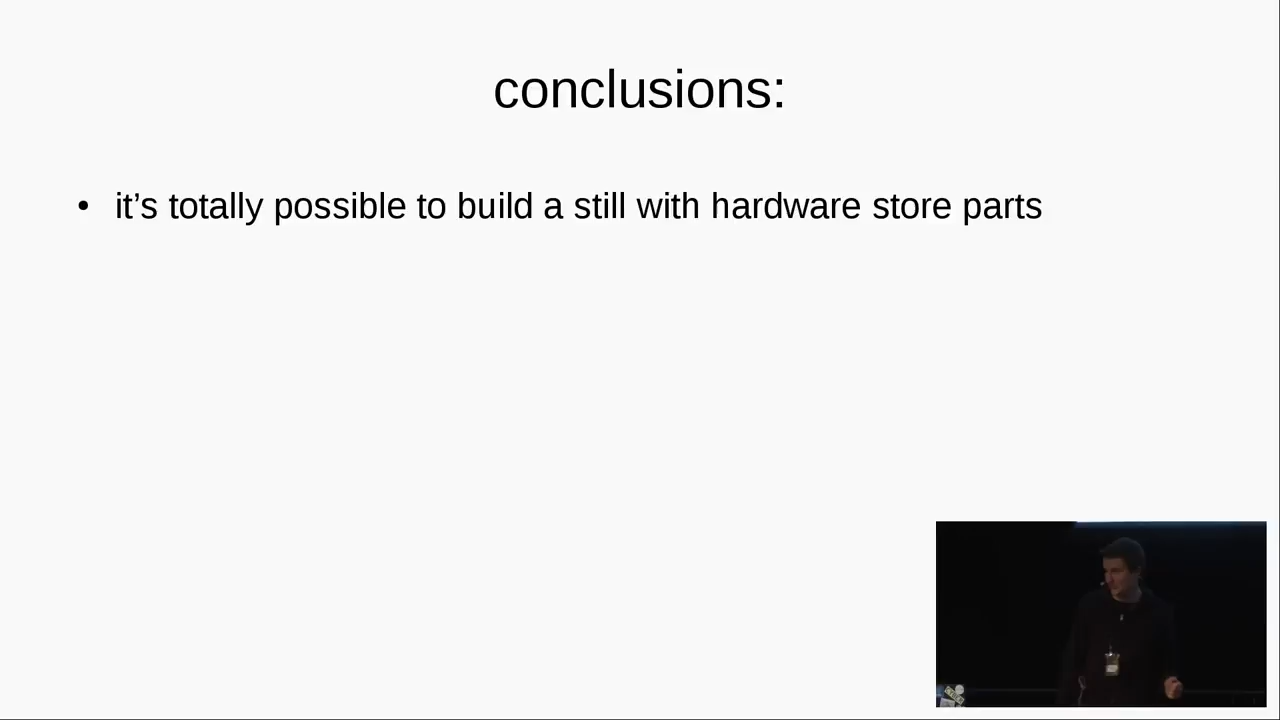 conclusions:
• it’s totally possible to build a still with hardware store parts